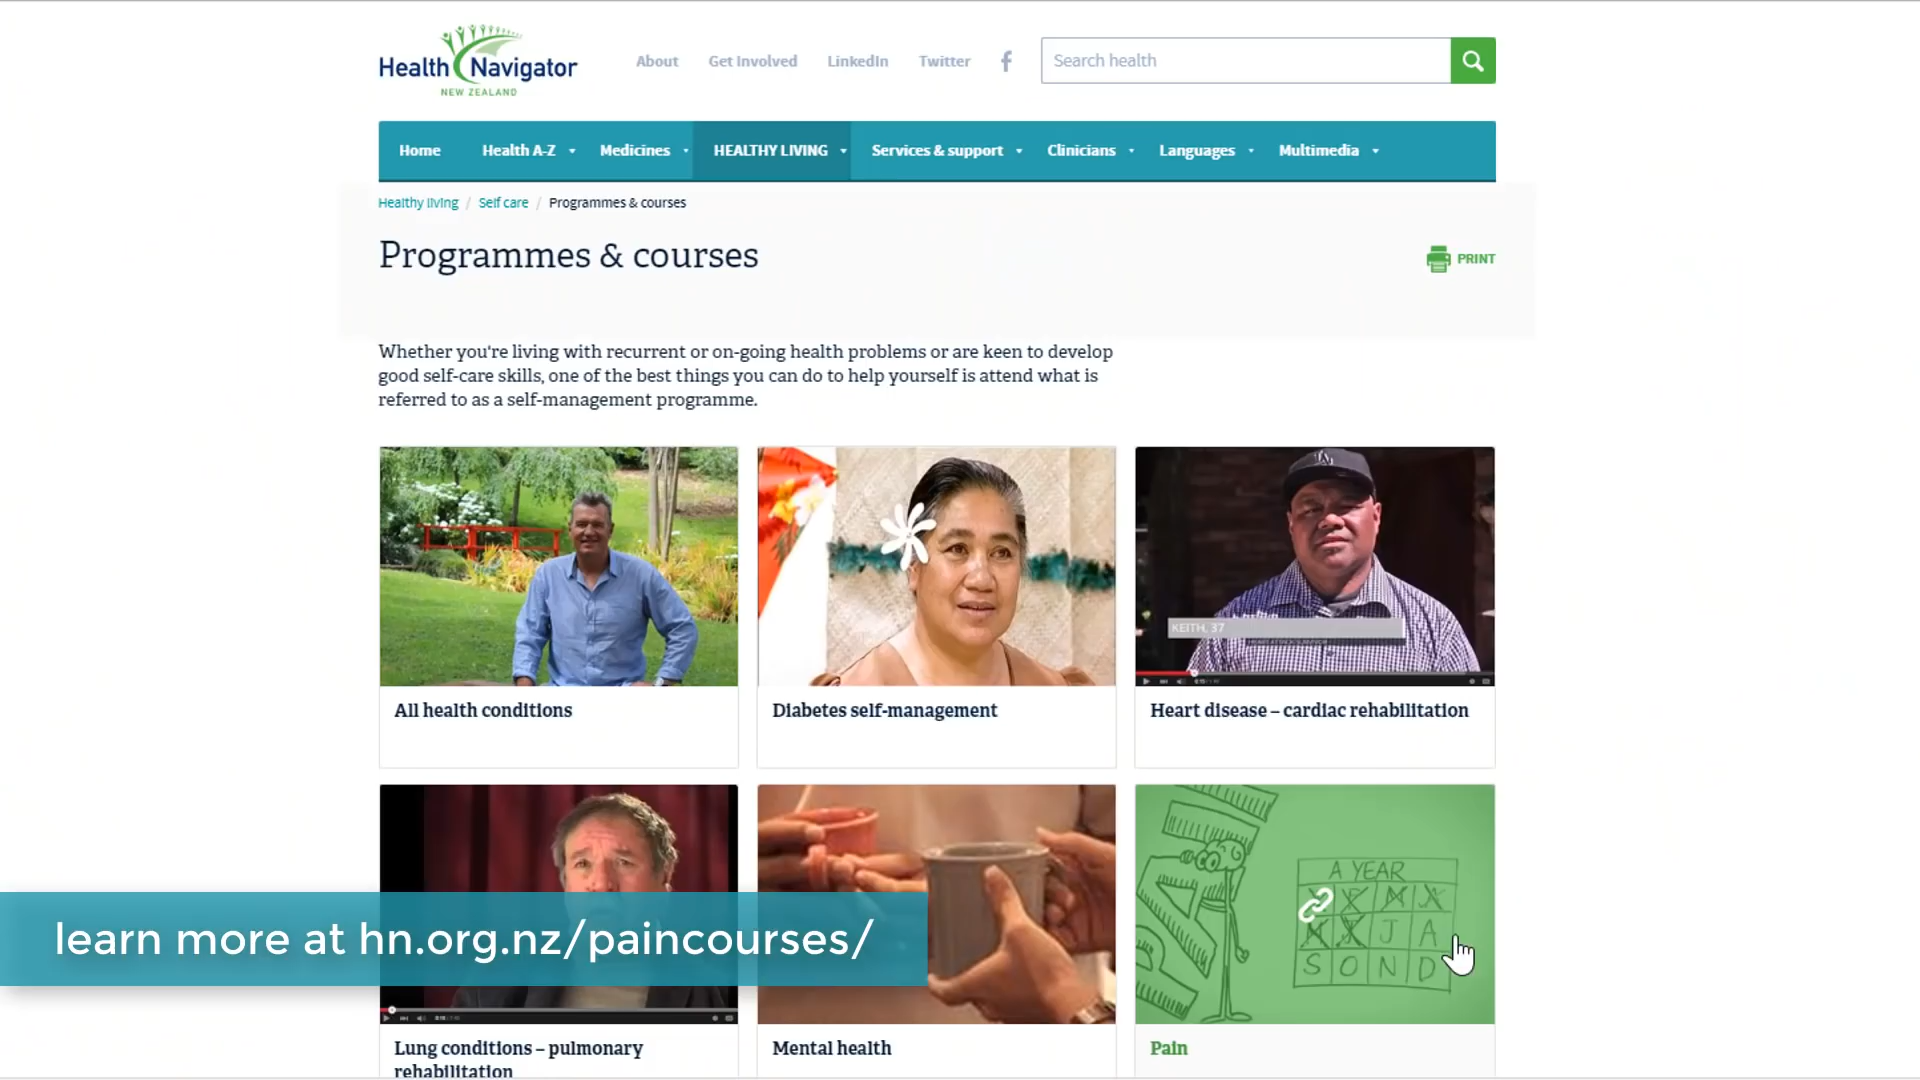 Health Navigator
NEW ZEALAND
About
Get Involved
LinkedIn
Twitter
Search health
Home
Health A-Z
Medicines
HEALTHY LIVING
Services & support
Clinicians
Languages
Multimedia
Healthy living / Self care / Programmes & courses
Programmes & courses
PRINT
Whether you're living with recurrent or on-going health problems or are keen to develop
good self-care skills, one of the best things you can do to help yourself is attend what is
referred to as a self-management programme.
KEITH, 37
All health conditions
Diabetes self-management
Heart disease – cardiac rehabilitation
A YEAR
J A
S O N D
PAI
learn more at hn.org.nz/paincourses/
Lung conditions – pulmonary
rehabilitation
Mental health
Pain